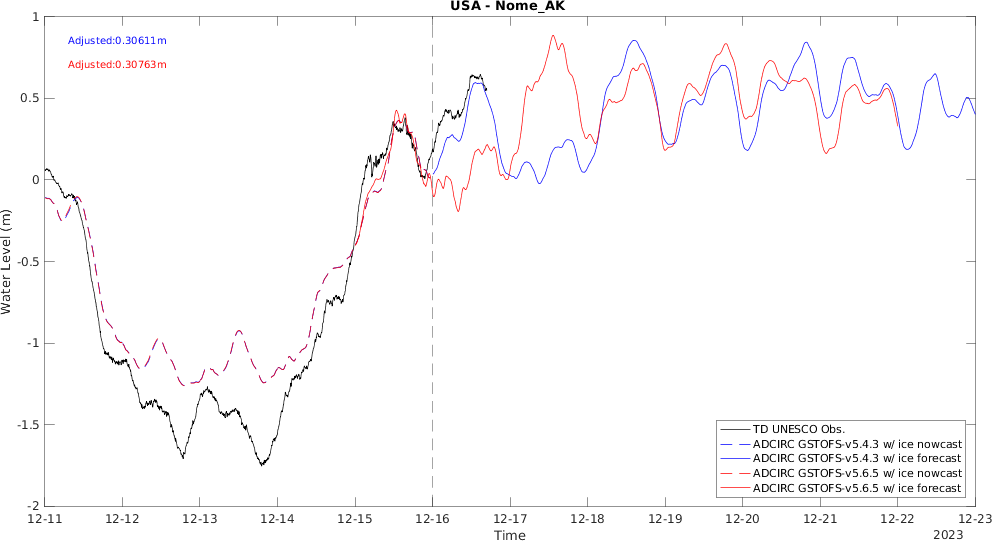 USA - Nome_AK
Adjusted:0.30611m
Adjusted:0.30763m
Water Level (m)
1
0.5
0
-0.5
-1
-1.5
-2
TD UNESCO Obs.
ADCIRC GSTOFS-v5.4.3 w/ ice nowcast
ADCIRC GSTOFS-v5.4.3 w/ ice forecast
ADCIRC GSTOFS-v5.6.5 w/ ice nowcast
ADCIRC GSTOFS-v5.6.5 w/ ice forecast
12-11 12-12 12-13 12-14 12-15 12-16 12-17 12-18 12-19 12-20 12-21 12-22 12-23
Time
2023